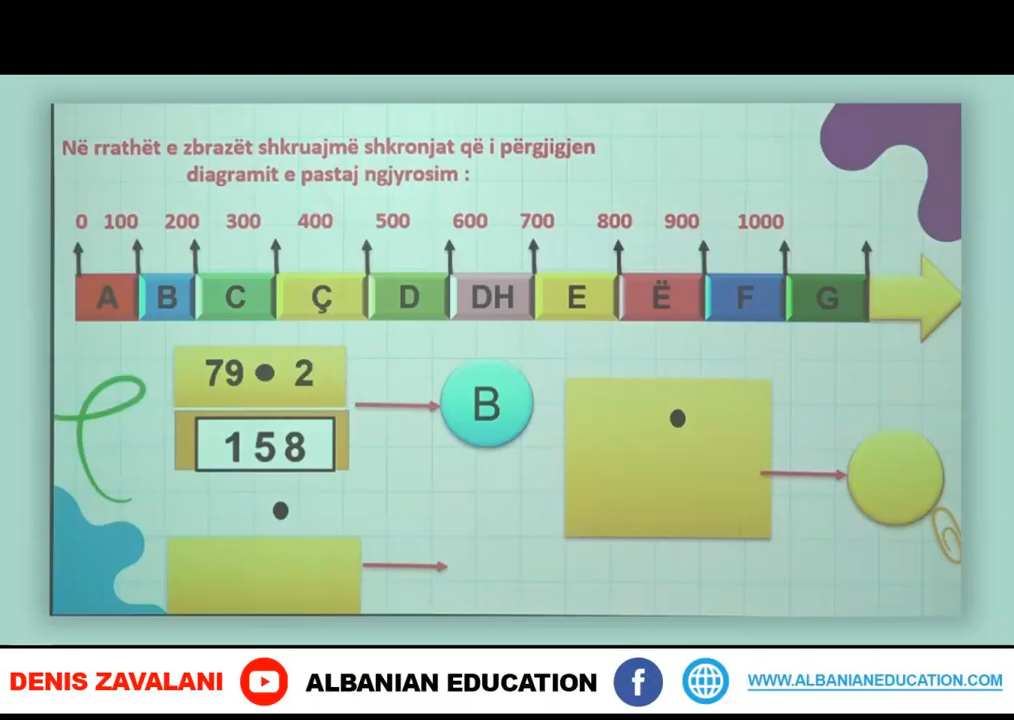 Në rrathët e zbrazët shkruajmë shkronjat që i përgjigjen
diagramit e pastaj ngjyrosim :
0 100 200 300 400 500 600 700 800 900 1000
A B C Ç D DH E Ë F G
79 • 2
B
158
•
•
DENIS ZAVALANI ALBANIAN EDUCATION f WWW.ALBANIANEDUCATION.COM